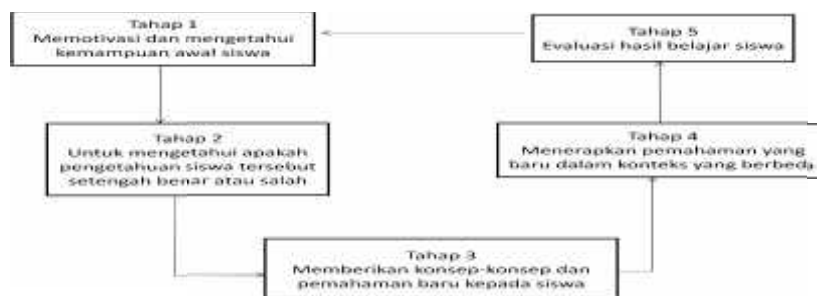 Tahap 1
Memotivasi dan mengetahui
kemampuan awal siswa
Tahap 2
Untuk mengetahui apakah
pengetahuan siswa tersebut
setengah benar atau salah
Tahap 3
Memberikan konsep-konsep dan
pemahaman baru kepada siswa
Tahap 4
Menerapkan pemahaman yang
baru dalam konteks yang berbeda
Tahap 5
Evaluasi hasil belajar siswa